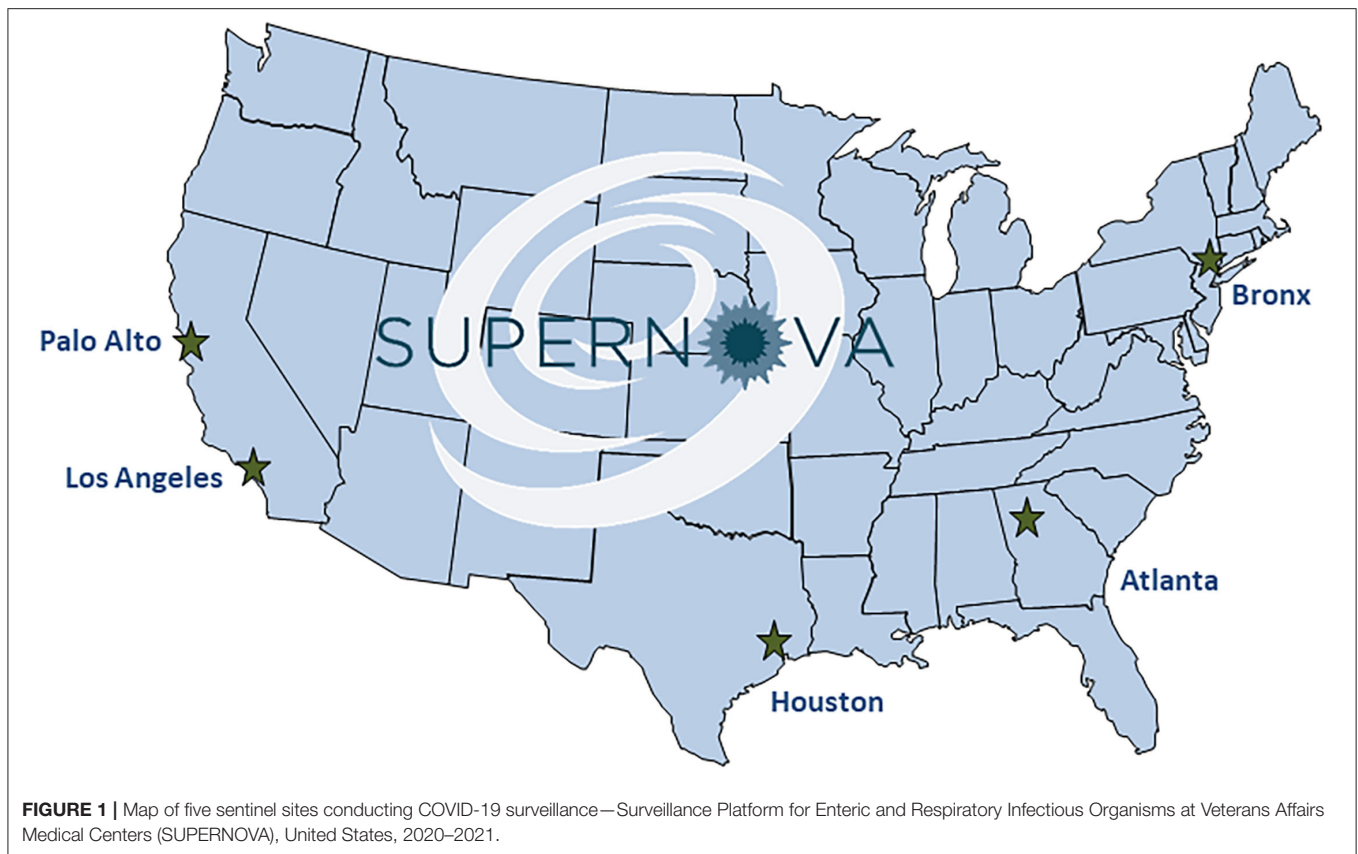 Bronx
SUPERNOVA
Palo Alto
Los Angeles
Atlanta
Houston
FIGURE 1 | Map of five sentinel sites conducting COVID-19 surveillance—Surveillance Platform for Enteric and Respiratory Infectious Organisms at Veterans Affairs
Medical Centers (SUPERNOVA), United States, 2020–2021.